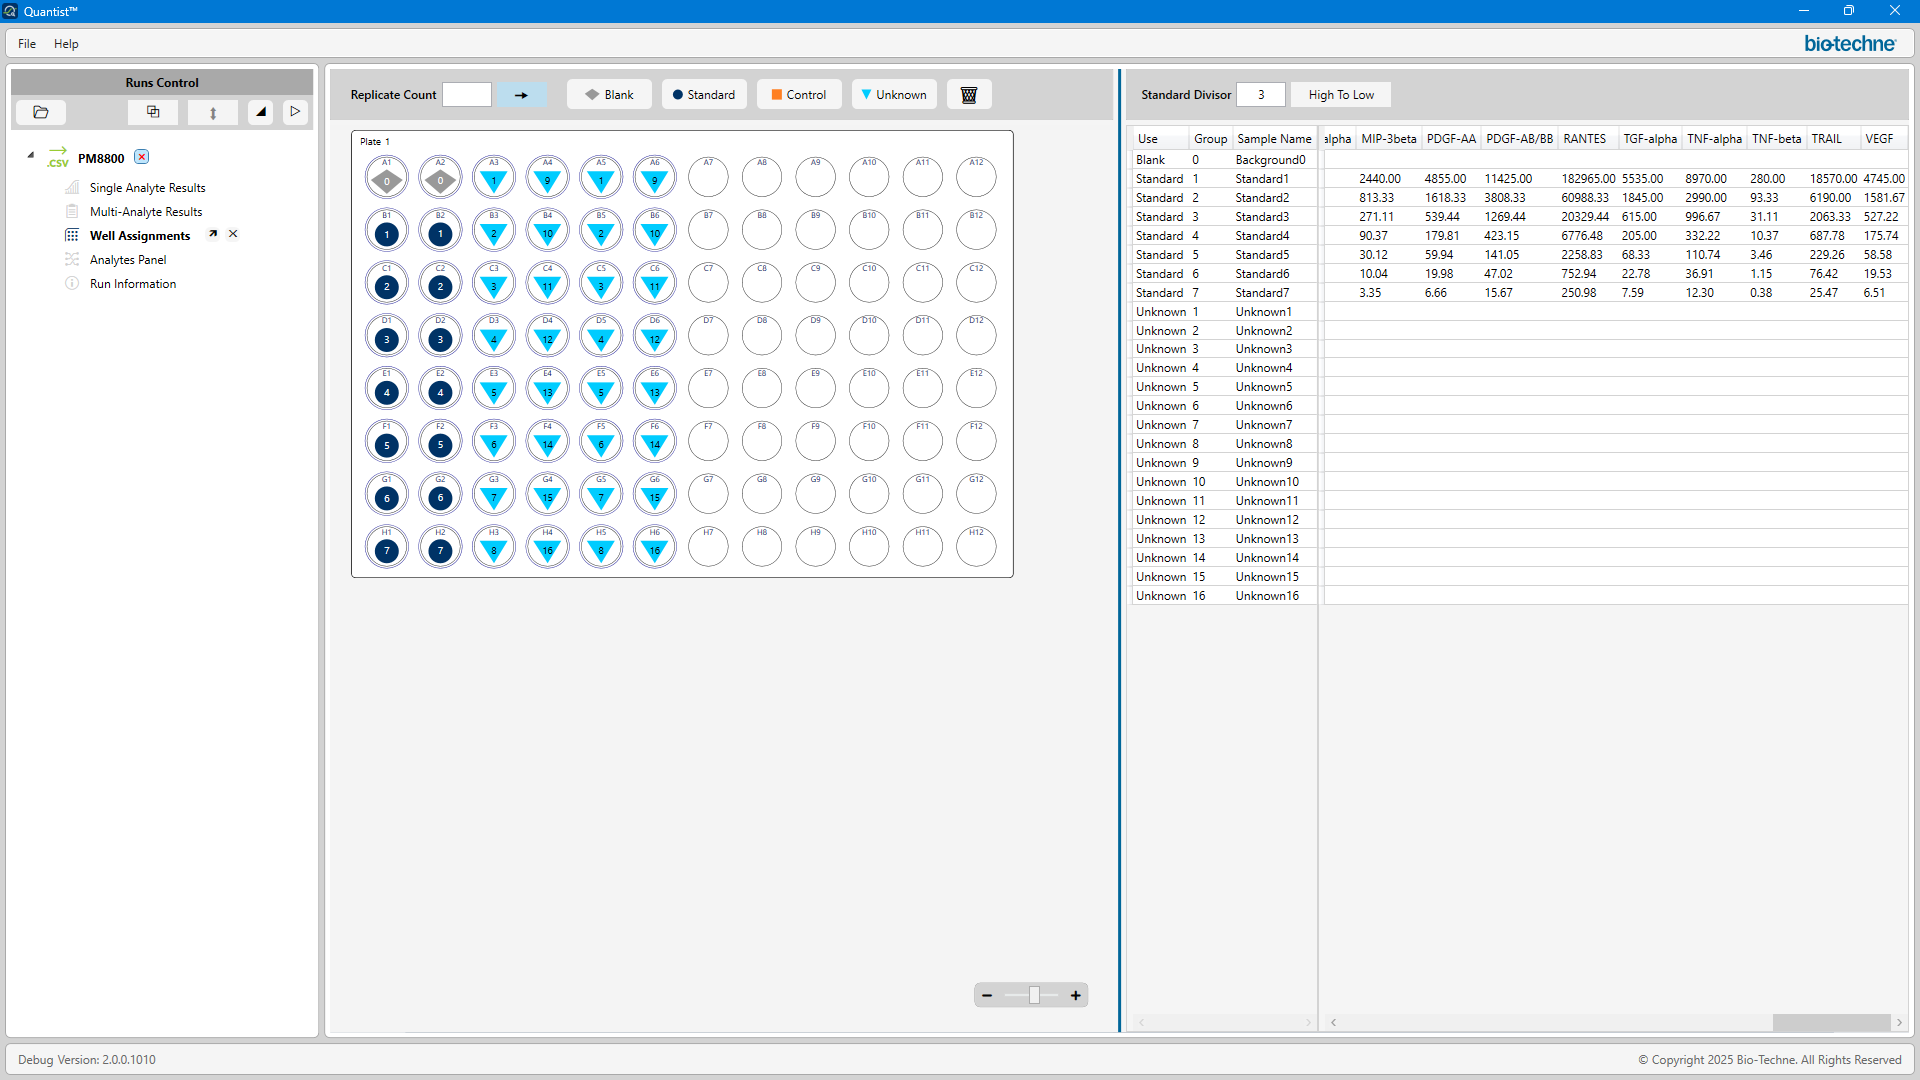 Quantist™
File Help
bio-techne
Runs Control
PM8800
.CSV
Single Analyte Results
Multi-Analyte Results
Well Assignments
Analytes Panel
Run Information
Replicate Count
Blank Standard Control Unknown
Plate 1
A1 A2 A3 A4 A5 A6 A7 A8 A9 A10 A11 A12
0 0 1 9 1 9
B1 B2 B3 B4 B5 B6 B7 B8 B9 B10 B11 B12
1 1 2 10 2 10
C1 C2 C3 C4 C5 C6 C7 C8 C9 C10 C11 C12
2 2 3 11 3 11
D1 D2 D3 D4 D5 D6 D7 D8 D9 D10 D11 D12
3 3 4 12 4 12
E1 E2 E3 E4 E5 E6 E7 E8 E9 E10 E11 E12
4 4 5 13 5 13
F1 F2 F3 F4 F5 F6 F7 F8 F9 F10 F11 F12
5 5 6 14 6 14
G1 G2 G3 G4 G5 G6 G7 G8 G9 G10 G11 G12
6 6 7 15 7 15
H1 H2 H3 H4 H5 H6 H7 H8 H9 H10 H11 H12
7 7 8 16 8 16
Standard Divisor 3 High To Low
Use Group Sample Name alpha MIP-3beta PDGF-AA PDGF-AB/BB RANTES TGF-alpha TNF-alpha TNF-beta TRAIL VEGF
Blank 0 Background0
Standard 1 Standard1 2440.00 4855.00 11425.00 182965.00 5535.00 8970.00 280.00 18570.00 4745.00
Standard 2 Standard2 813.33 1618.33 3808.33 60988.33 1845.00 2990.00 93.33 6190.00 1581.67
Standard 3 Standard3 271.11 539.44 1269.44 20329.44 615.00 996.67 31.11 2063.33 527.22
Standard 4 Standard4 90.37 179.81 423.15 6776.48 205.00 332.22 10.37 687.78 175.74
Standard 5 Standard5 30.12 59.94 141.05 2258.83 68.33 110.74 3.46 229.26 58.58
Standard 6 Standard6 10.04 19.98 47.02 752.94 22.78 36.91 1.15 76.42 19.53
Standard 7 Standard7 3.35 6.66 15.67 250.98 7.59 12.30 0.38 25.47 6.51
Unknown 1 Unknown1
Unknown 2 Unknown2
Unknown 3 Unknown3
Unknown 4 Unknown4
Unknown 5 Unknown5
Unknown 6 Unknown6
Unknown 7 Unknown7
Unknown 8 Unknown8
Unknown 9 Unknown9
Unknown 10 Unknown10
Unknown 11 Unknown11
Unknown 12 Unknown12
Unknown 13 Unknown13
Unknown 14 Unknown14
Unknown 15 Unknown15
Unknown 16 Unknown16
Debug Version: 2.0.0.1010
© Copyright 2025 Bio-Techne. All Rights Reserved